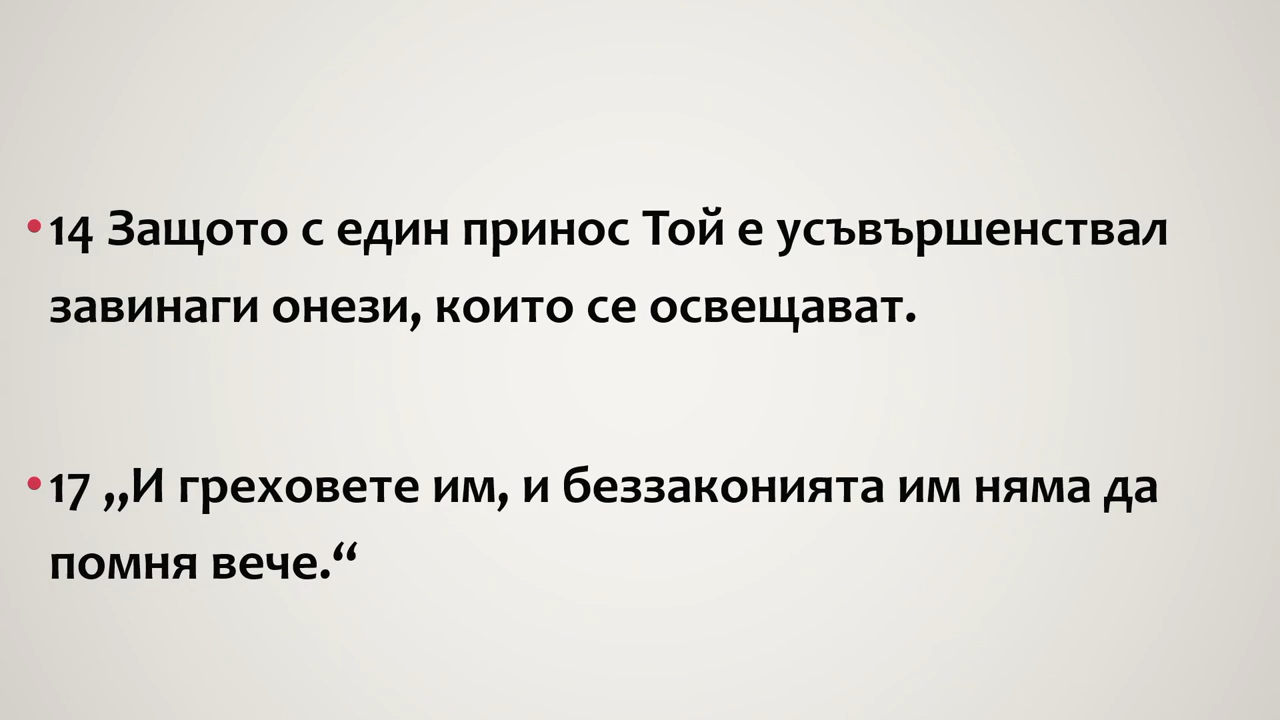 •14 Защото с един принос Той е усъвършенствал
завинаги онези, които се освещават.
•17 „И греховете им, и беззаконията им няма да
помня вече.“